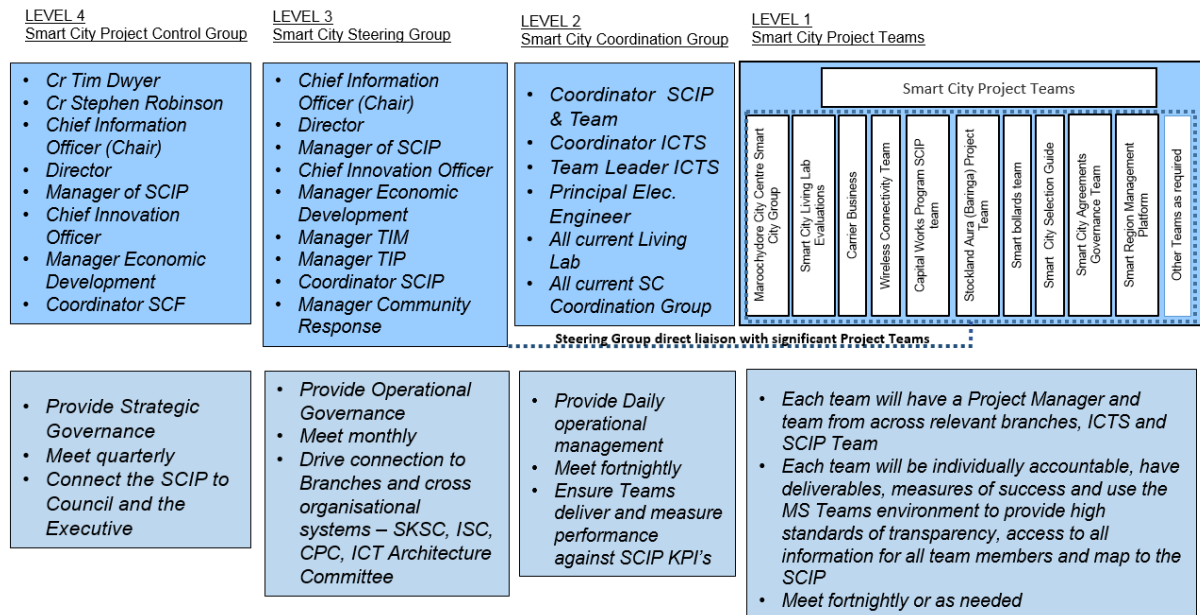 LEVEL 4
Smart City Project Control Group
• Cr Tim Dwyer
• Cr Stephen Robinson
• Chief Information
Officer (Chair)
• Director
• Manager of SCIP
• Chief Innovation
Officer
• Manager Economic
Development
• Coordinator SCF
LEVEL 3
Smart City Steering Group
• Chief Information
Officer (Chair)
• Director
• Manager of SCIP
• Chief Innovation Officer
• Manager Economic
Development
• Manager TIM
• Manager TIP
• Coordinator SCIP
• Manager Community
Response
LEVEL 2
Smart City Coordination Group
• Coordinator SCIP
& Team
• Coordinator ICTS
• Team Leader ICTS
• Principal Elec.
Engineer
• All current Living
Lab
• All current SC
Coordination Group
LEVEL 1
Smart City Project Teams
Smart City Project Teams
Maroochydore City Centre Smart
City Group
Smart City Living Lab
Evaluations
Carrier Business
Wireless Connectivity Team
Capital Works Program SCIP
team
Stockland Aura (Baringa) Project
Team
Smart bollards team
Smart City Selection Guide
Smart City Agreements
Governance Team
Smart Region Management
Platform
Other Teams as required
Steering Group direct liaison with significant Project Teams
• Provide Strategic
Governance
• Meet quarterly
• Connect the SCIP to
Council and the
Executive
• Provide Operational
Governance
• Meet monthly
• Drive connection to
Branches and cross
organisational
systems – SKSC, ISC,
CPC, ICT Architecture
Committee
• Provide Daily
operational
management
• Meet fortnightly
• Ensure Teams
deliver and measure
performance
against SCIP KPI's
• Each team will have a Project Manager and
team from across relevant branches, ICTS and
SCIP Team
• Each team will be individually accountable, have
deliverables, measures of success and use the
MS Teams environment to provide high
standards of transparency, access to all
information for all team members and map to the
SCIP
• Meet fortnightly or as needed